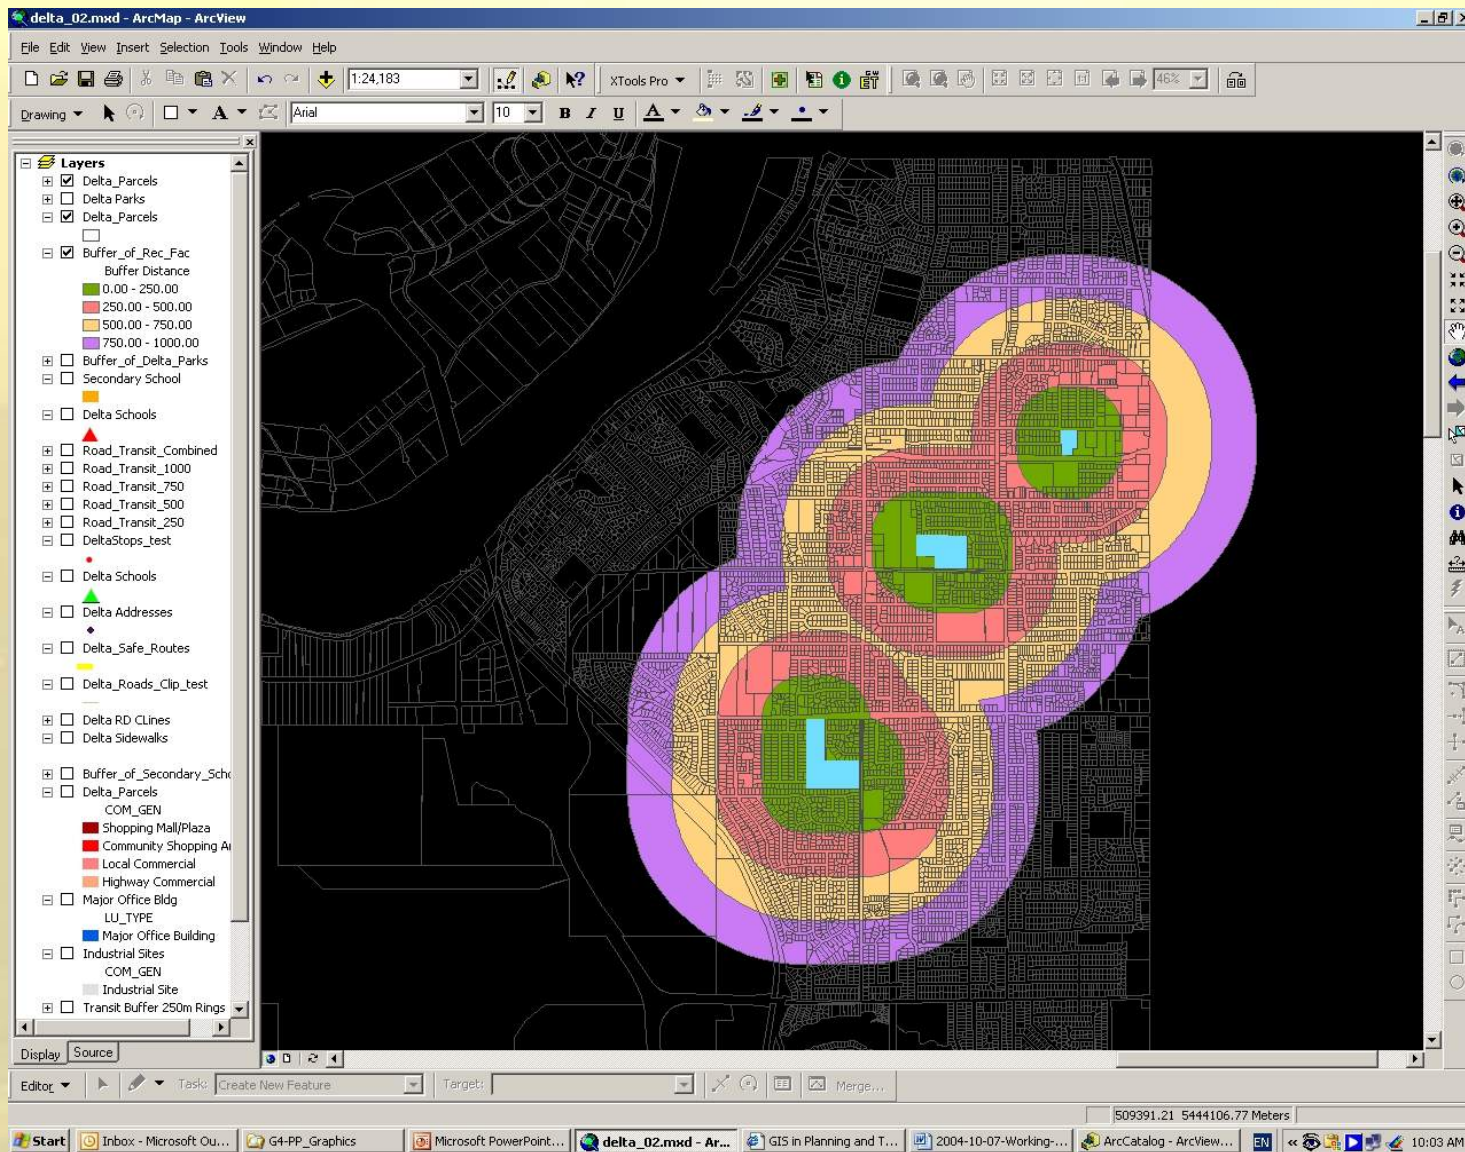 delta_02.mxd - ArcMap - ArcView
File Edit View Insert Selection Tools Window Help
1:24,183 XTools Pro GW ET 46%
Drawing A Arial 10 B I U A
Layers
Delta_Parcels
Delta Parks
Delta_Parcels
Buffer_of_Rec_Fac
Buffer Distance
0.00 - 250.00
250.00 - 500.00
500.00 - 750.00
750.00 - 1000.00
Buffer_of_Delta_Parks
Secondary School
Delta Schools
Road_Transit_Combined
Road_Transit_1000
Road_Transit_750
Road_Transit_500
Road_Transit_250
DeltaStops_test
Delta Schools
Delta Addresses
Delta_Safe_Routes
Delta_Roads_Clip_test
Delta RD CLines
Delta Sidewalks
Buffer_of_Secondary_Scho
Delta_Parcels
COM_GEN
Shopping Mall/Plaza
Community Shopping A
Local Commercial
Highway Commercial
Major Office Bldg
LU_TYPE
Major Office Building
Industrial Sites
COM_GEN
Industrial Site
Transit Buffer 250m Rings
Display Source
Editor Task: Create New Feature Target: Merge...
509391.21 5444106.77 Meters
Start Inbox - Microsoft Ou... G4-PP_Graphics Microsoft PowerPoint... delta_02.mxd - Ar... GIS in Planning and T... 2004-10-07-Working-... ArcCatalog - ArcView... EN « 10:03 AM